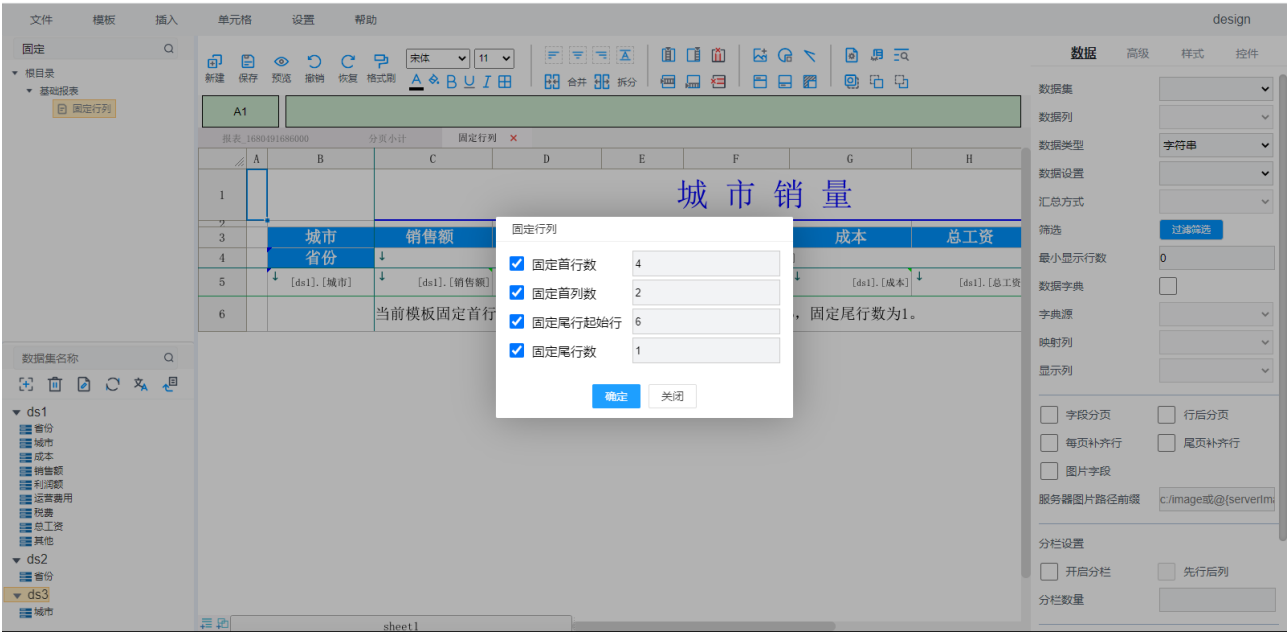 文件 模板 插入 单元格 设置 帮助 design
固定
根目录
基础报表
固定行列
新建 保存 预览 撤销 恢复 格式刷 宋体 11 A B U I 合并 拆分
A1
报表_1680491686000 分页小计 固定行列 ×
A B C D E F G H
1 城市销量
2
3 城市 销售额 成本 总工资
4 省份
5 [ds1].[城市] [ds1].[销售额] [ds1].[成本] [ds1].[总工资
6 当前模板固定首行 ，固定尾行数为1。
固定行列
固定首行数 4
固定首列数 2
固定尾行起始行 6
固定尾行数 1
确定 关闭
sheet1
数据集名称
ds1
省份
城市
成本
销售额
利润额
运营费用
税费
总工资
其他
ds2
省份
ds3
城市
数据 高级 样式 控件
数据集
数据列
数据类型 字符串
数据设置
汇总方式
筛选 过滤筛选
最小显示行数 0
数据字典
字典源
映射列
显示列
字段分页 行后分页
每页补齐行 尾页补齐行
图片字段
服务器图片路径前缀 c:/image或@{serverIma
分栏设置
开启分栏 先行后列
分栏数量